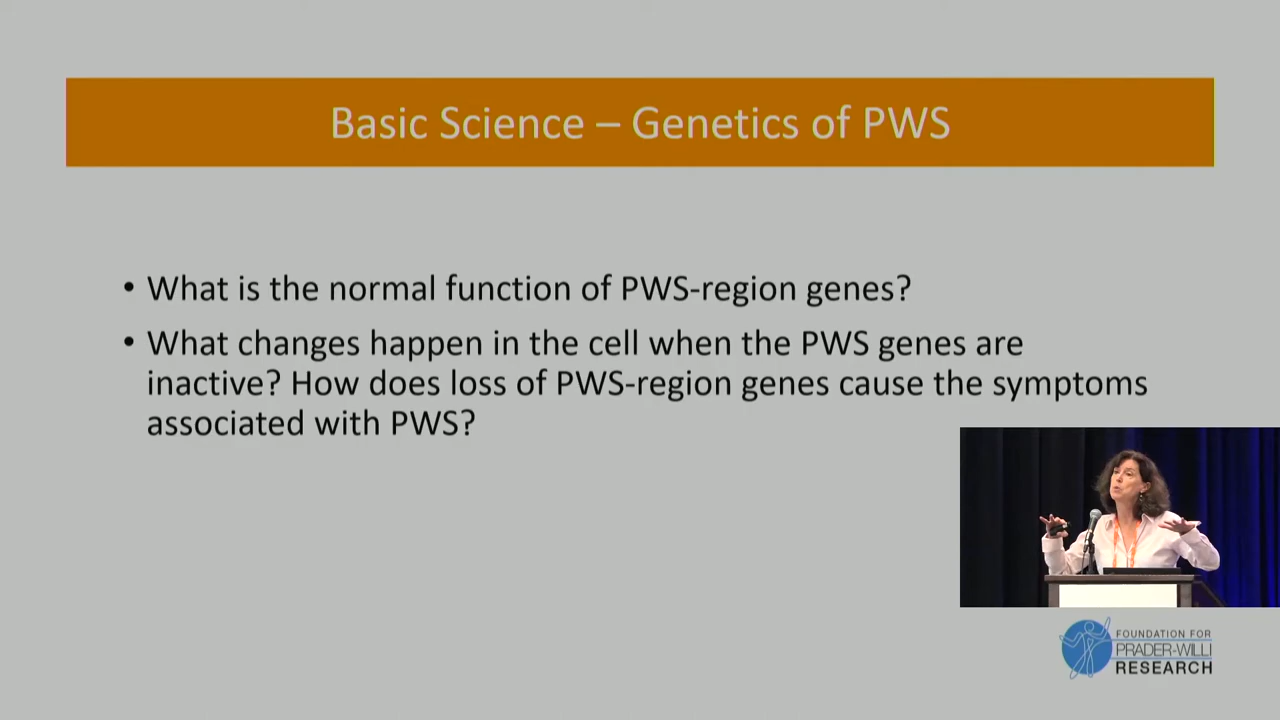 Basic Science – Genetics of PWS
• What is the normal function of PWS-region genes?
• What changes happen in the cell when the PWS genes are
inactive? How does loss of PWS-region genes cause the symptoms
associated with PWS?
FOUNDATION FOR
PRADER-WILLI
RESEARCH